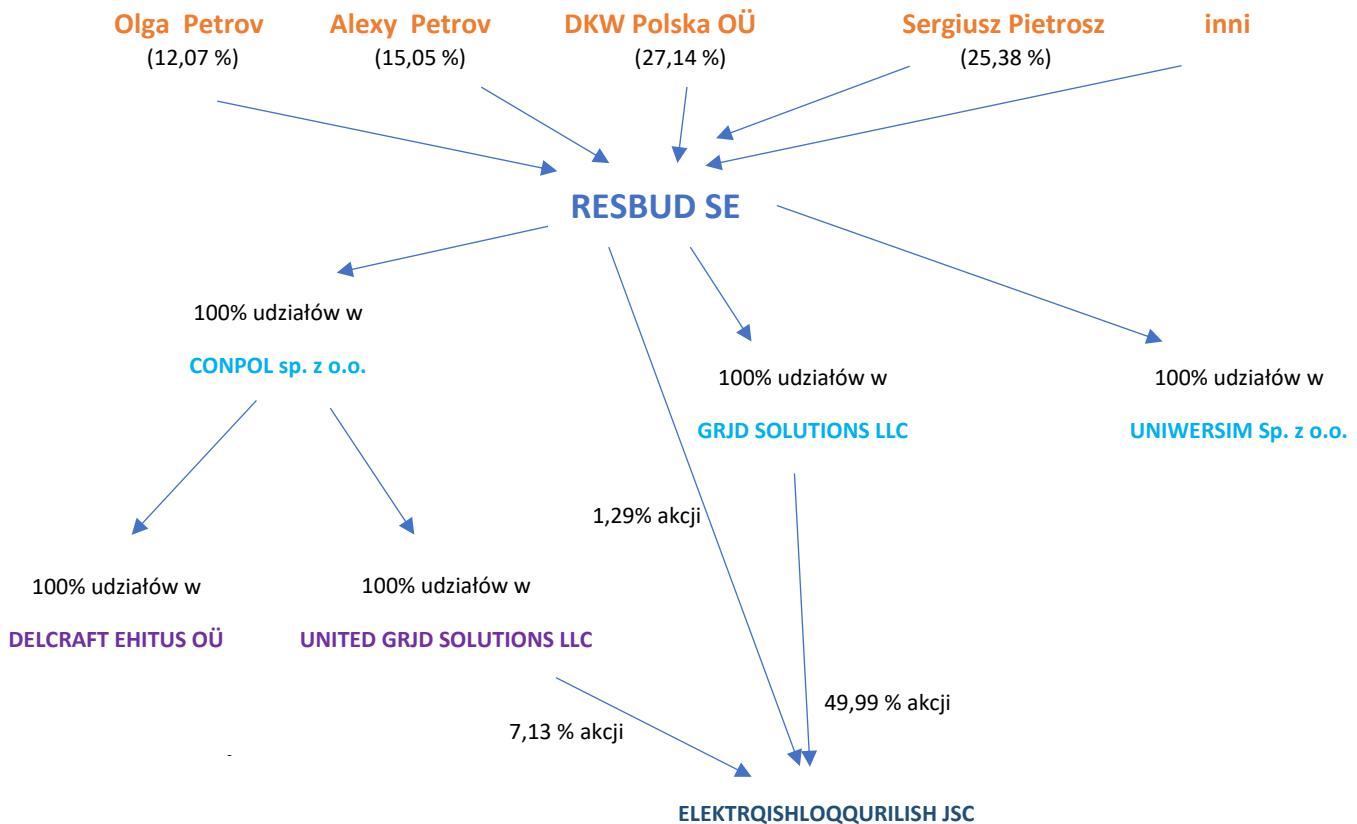 Olga Petrov Alexy Petrov DKW Polska OÜ Sergiusz Pietrosz inni
(12,07 %) (15,05 %) (27,14 %) (25,38 %)
RESBUD SE
100% udziałów w
CONPOL sp. z o.o.
100% udziałów w
GRJD SOLUTIONS LLC
100% udziałów w
UNIWERSIM Sp. z o.o.
1,29% akcji
100% udziałów w
DELCRAFT EHITUS OÜ
100% udziałów w
UNITED GRJD SOLUTIONS LLC
49,99 % akcji
7,13 % akcji
ELEKTRQISHLOQQURILISH JSC